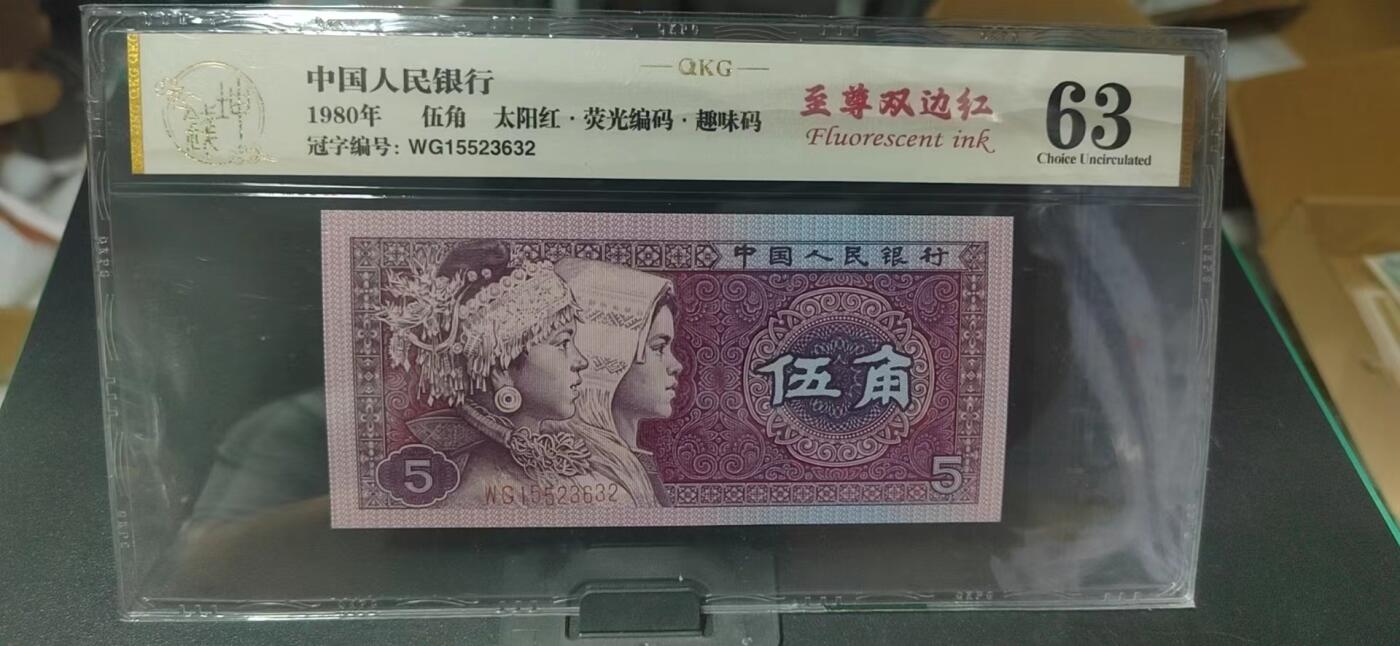 QKG
中国人民银行
1980年 伍角 太阳红·荧光编码·趣味码
冠字编号: WG15523632
至尊双边红
Fluorescent ink
63
Choice Uncirculated
中国人民银行
伍角
5
WG15523632
5